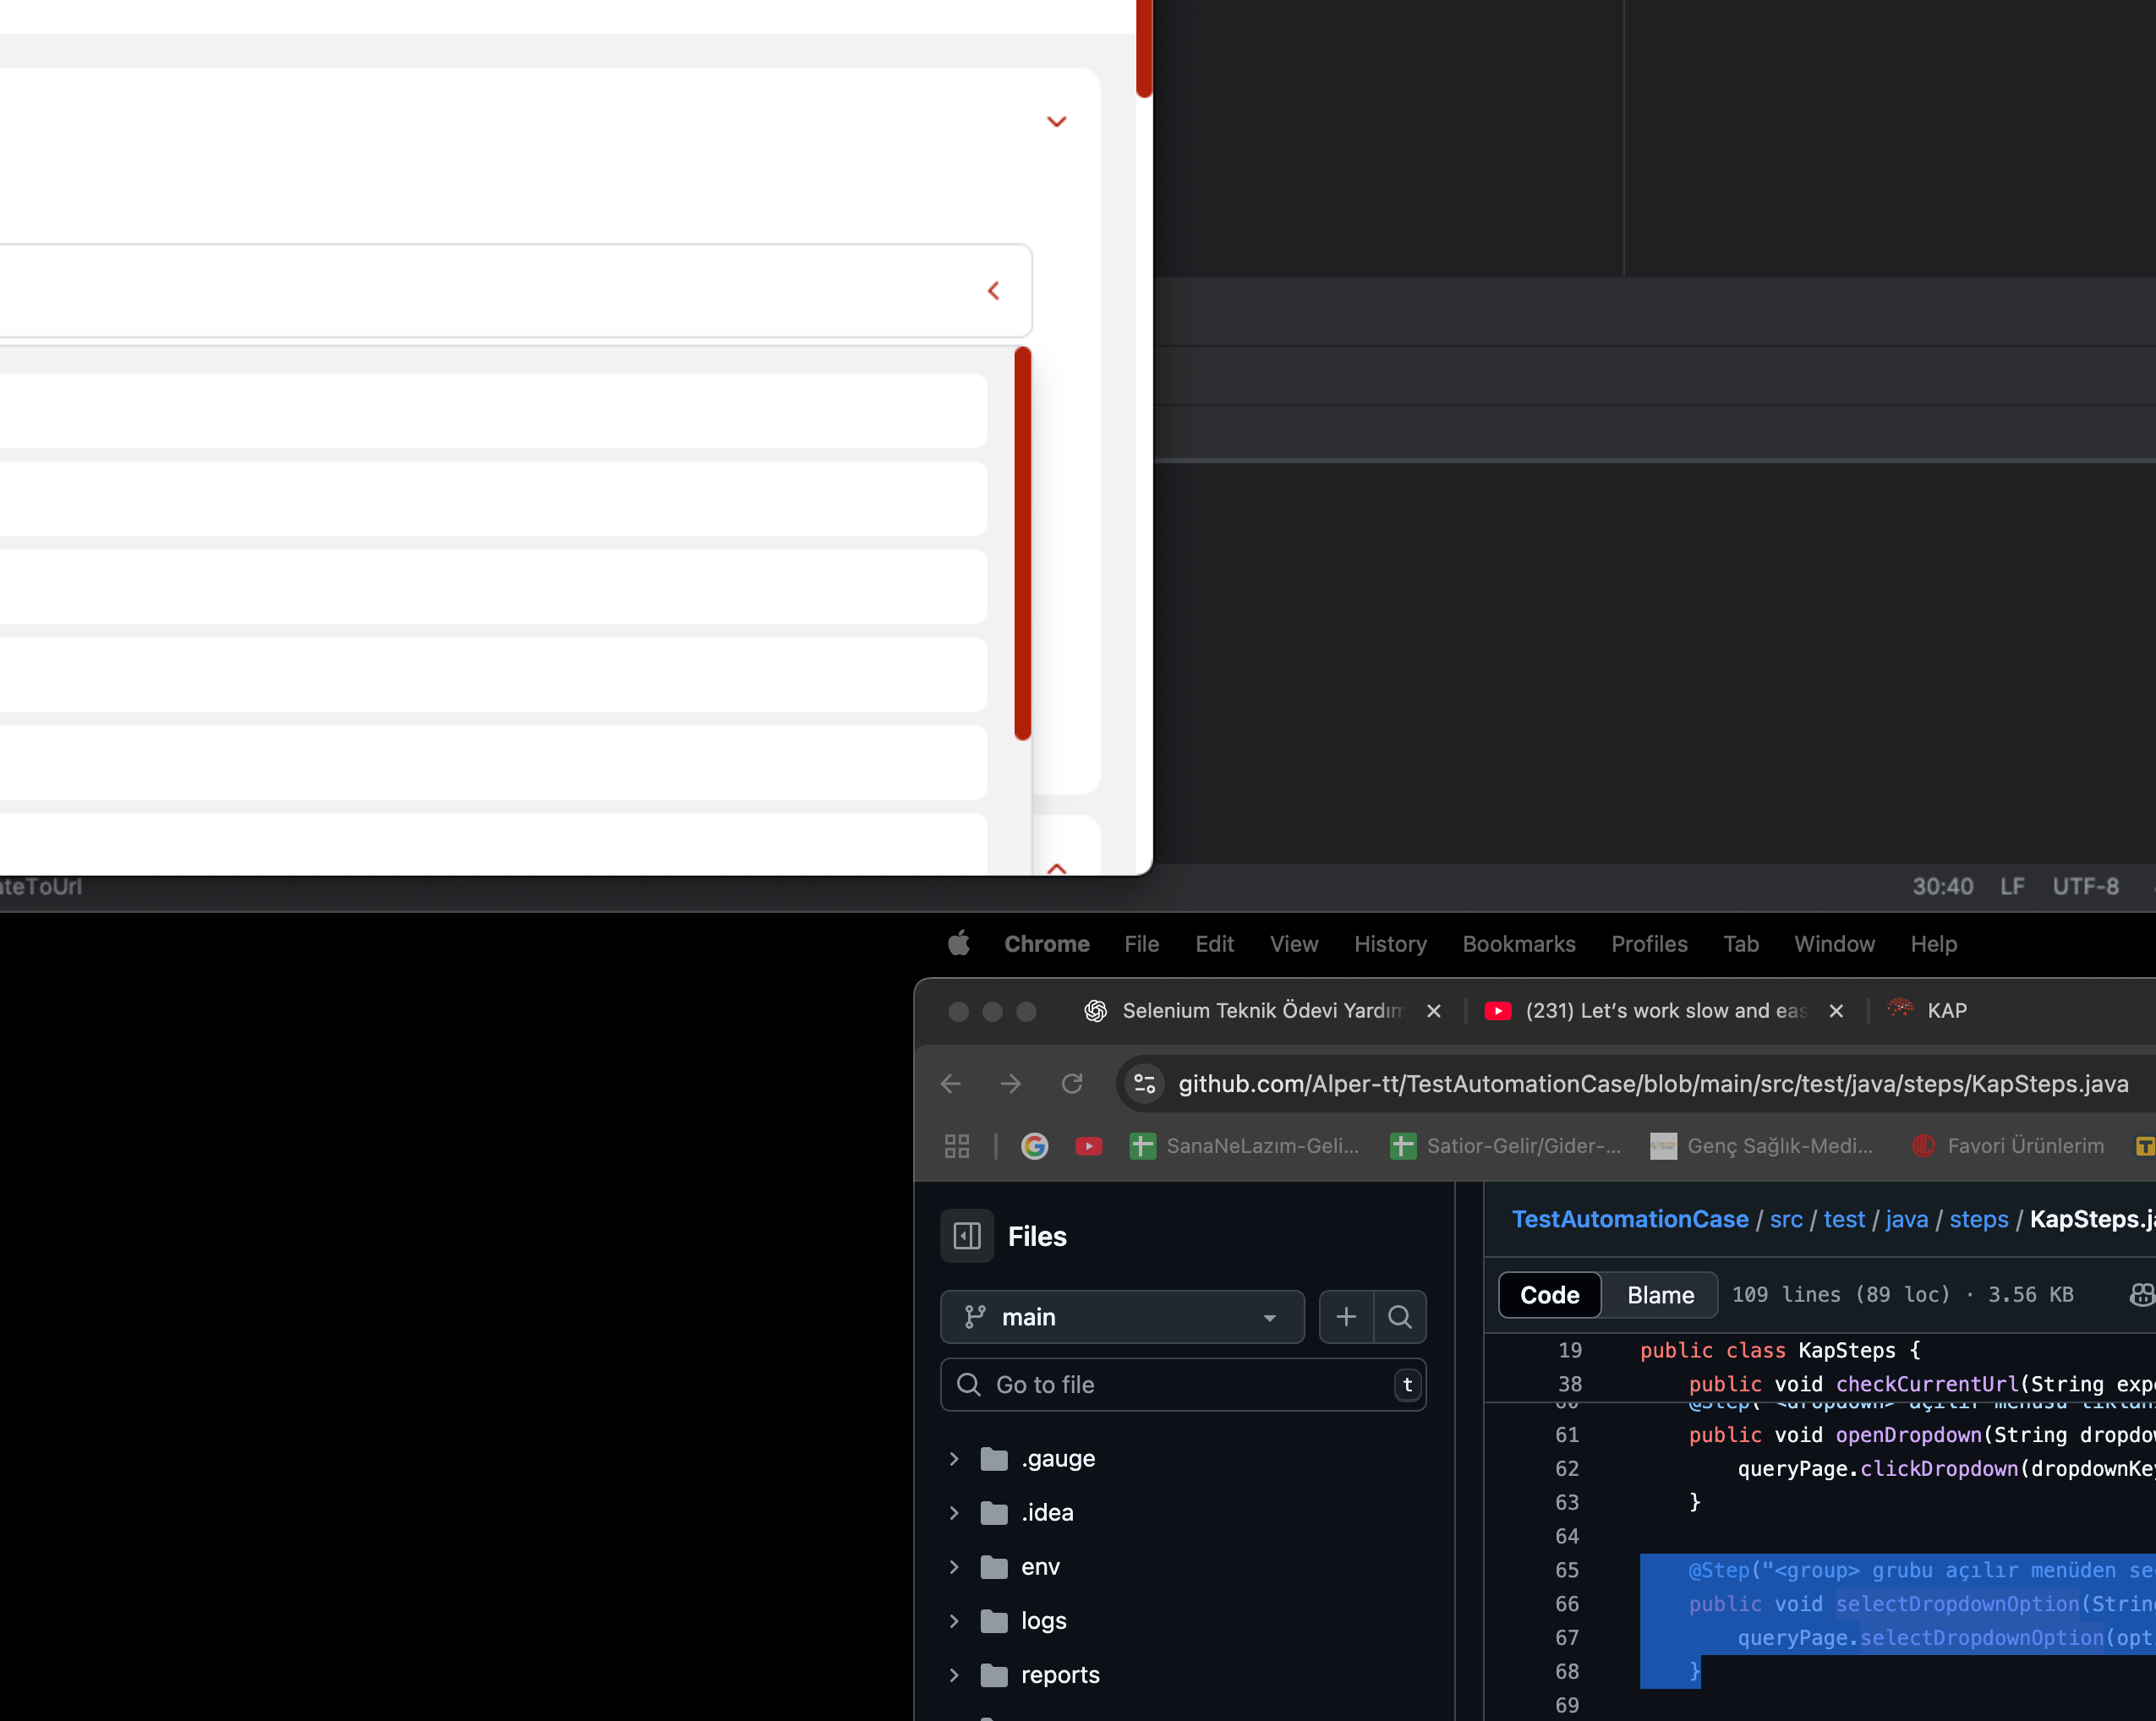 ateToUrl
30:40 LF UTF-8
Chrome File Edit View History Bookmarks Profiles Tab Window Help
Selenium Teknik Ödevi Yardım
(231) Let's work slow and eas
KAP
github.com/Alper-tt/TestAutomationCase/blob/main/src/test/java/steps/KapSteps.java
SanaNeLazım-Geli... Satior-Gelir/Gider-... Genç Sağlık-Medi... Favori Ürünlerim
Files
TestAutomationCase / src / test / java / steps / KapSteps.j
main
Code Blame 109 lines (89 loc) · 3.56 KB
Go to file t
.gauge
.idea
env
logs
reports
19 public class KapSteps {
38 public void checkCurrentUrl(String exp
@Step("<dropdown> açılır menüsü
61 public void openDropdown(String dropdo
62 queryPage.clickDropdown(dropdownKe
63 }
64
65 @Step("<group> grubu açılır menüden se
66 public void selectDropdownOption(Strin
67 queryPage.selectDropdownOption(opt
68 }
69